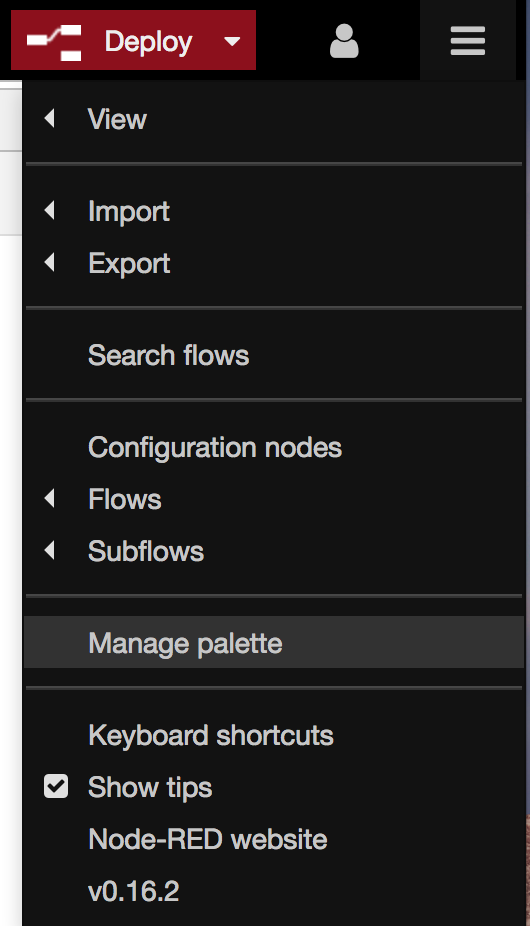 Deploy
View
Import
Export
Search flows
Configuration nodes
Flows
Subflows
Manage palette
Keyboard shortcuts
Show tips
Node-RED website
v0.16.2